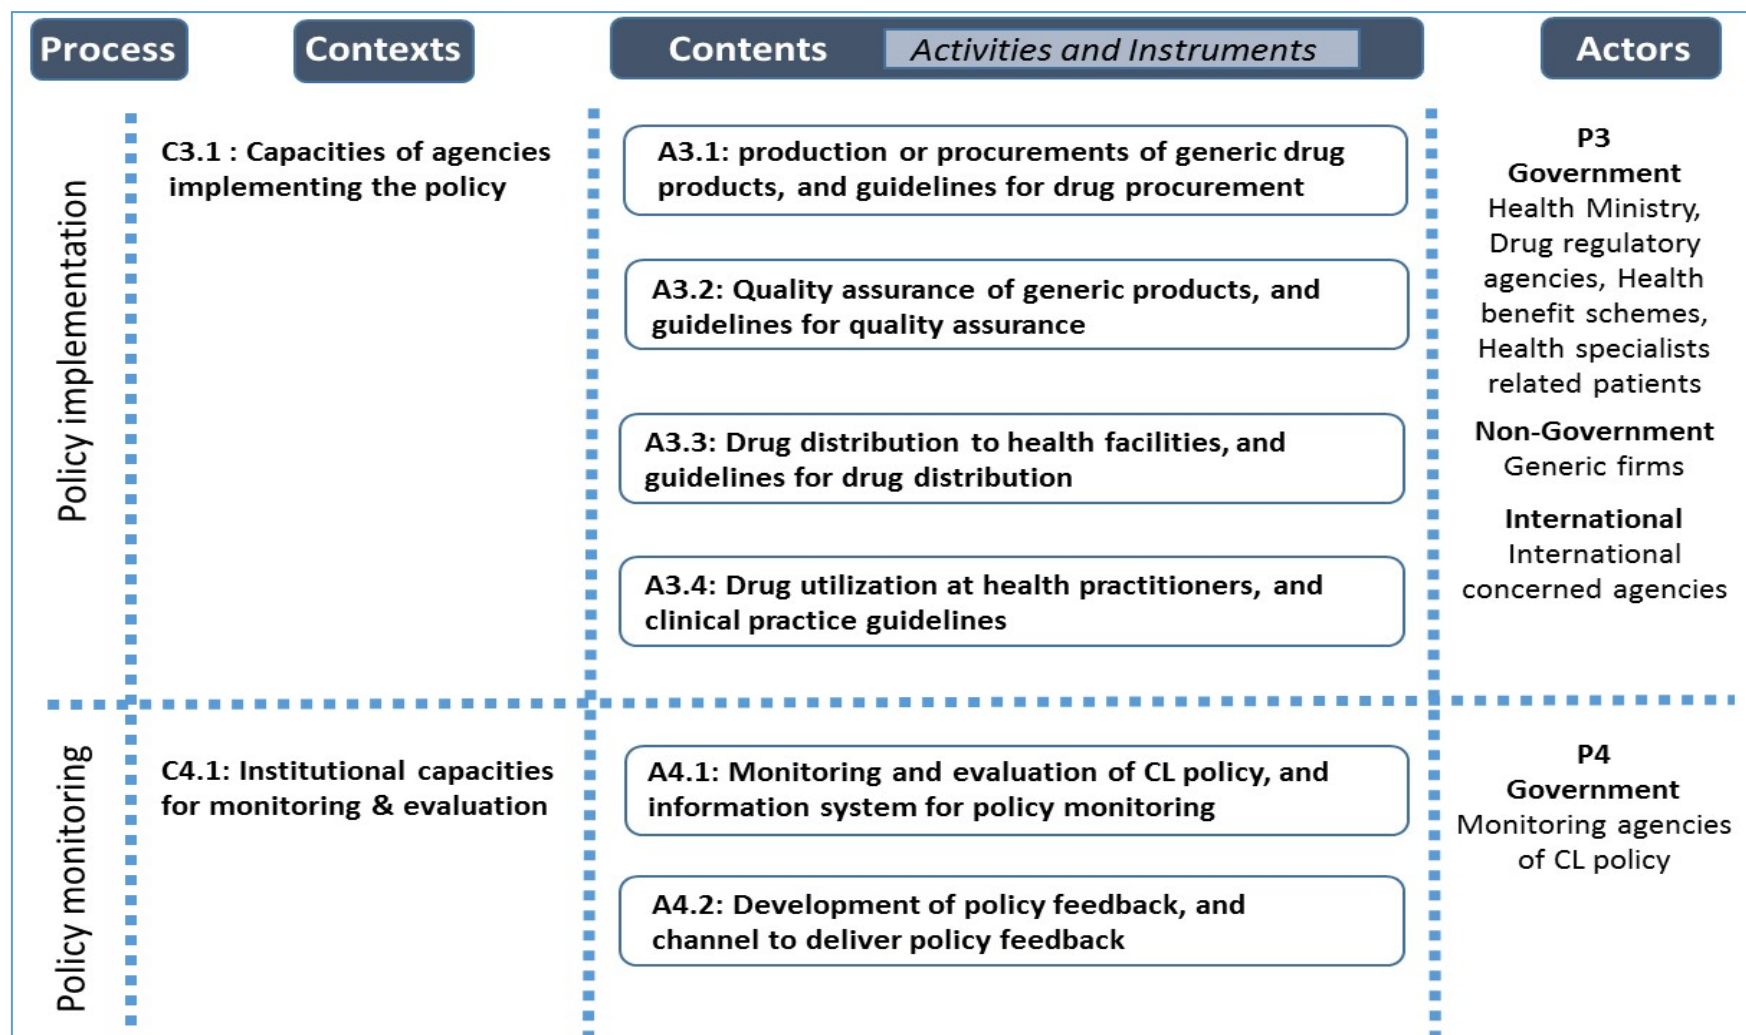 Process
Contexts
Contents
Activities and Instruments
Actors
Policy implementation
C3.1 : Capacities of agencies
implementing the policy
A3.1: production or procurements of generic drug
products, and guidelines for drug procurement
A3.2: Quality assurance of generic products, and
guidelines for quality assurance
A3.3: Drug distribution to health facilities, and
guidelines for drug distribution
A3.4: Drug utilization at health practitioners, and
clinical practice guidelines
P3
Government
Health Ministry,
Drug regulatory
agencies, Health
benefit schemes,
Health specialists
related patients
Non-Government
Generic firms
International
International
concerned agencies
Policy monitoring
C4.1: Institutional capacities
for monitoring & evaluation
A4.1: Monitoring and evaluation of CL policy, and
information system for policy monitoring
A4.2: Development of policy feedback, and
channel to deliver policy feedback
P4
Government
Monitoring agencies
of CL policy